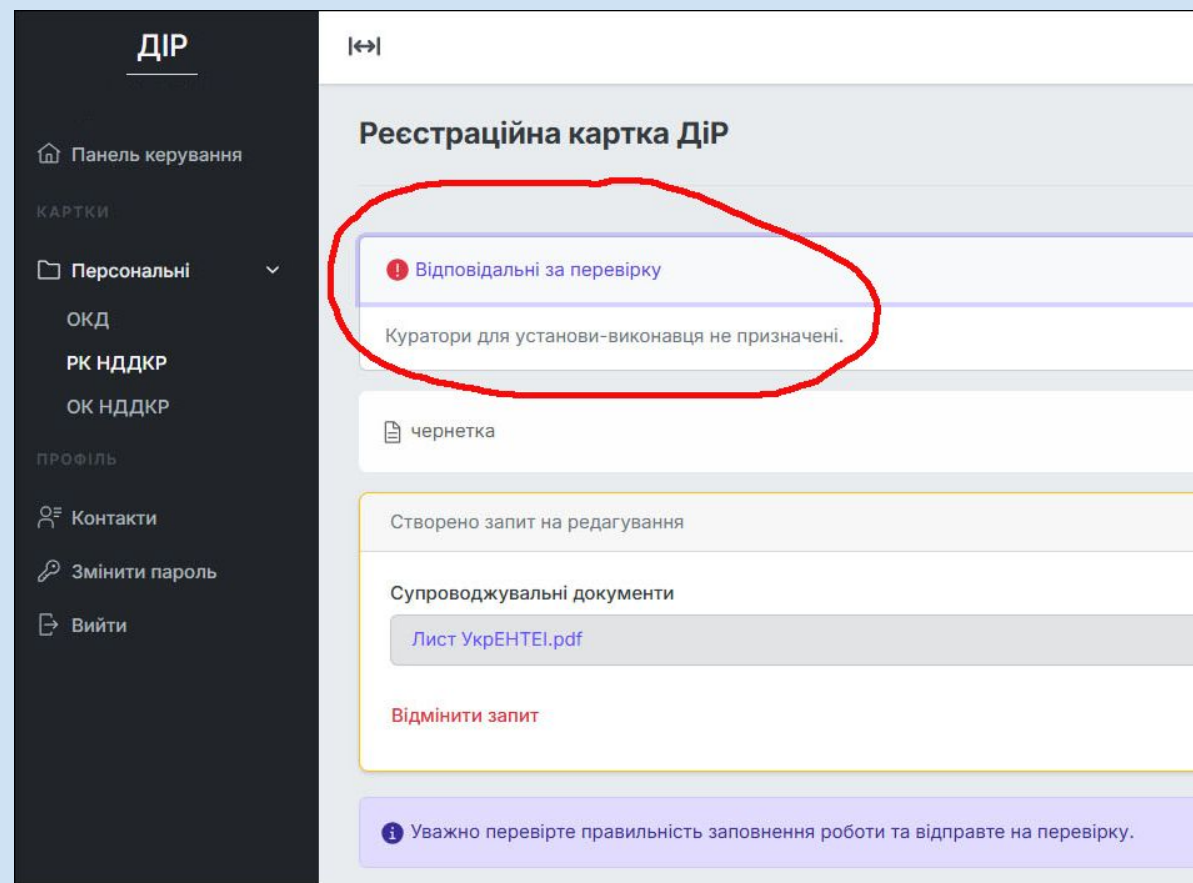 ДІР
Реєстраційна картка ДіР
Панель керування
КАРТКИ
Персональні
ОКД
РК НДДКР
ОК НДДКР
ПРОФІЛЬ
Контакти
Змінити пароль
Вийти
Відповідальні за перевірку
Куратори для установи-виконавця не призначені.
чернетка
Створено запит на редагування
Супроводжувальні документи
Лист УкрЕНТЕІ.pdf
Відмінити запит
Уважно перевірте правильність заповнення роботи та відправте на перевірку.